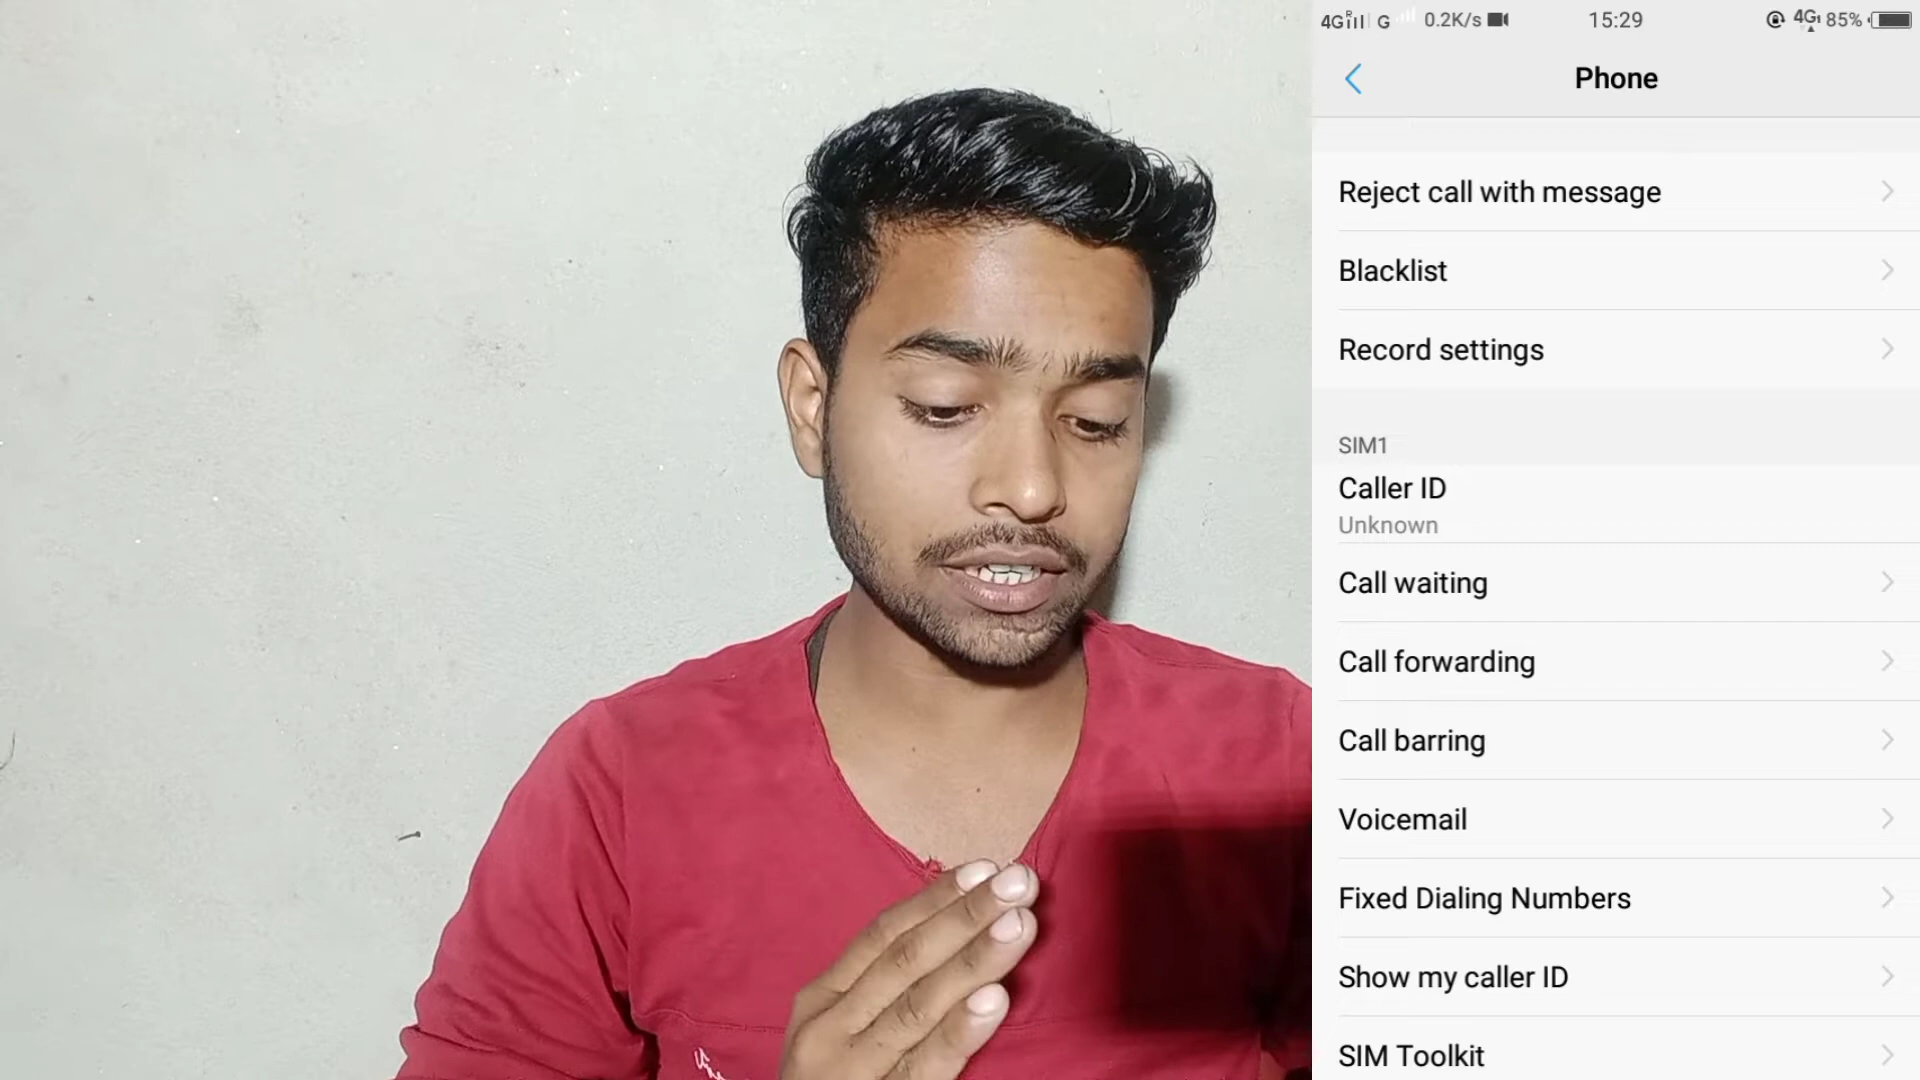 4G R G 0.2K/s 15:29 4G 85%
Phone
Reject call with message
Blacklist
Record settings
SIM1
Caller ID
Unknown
Call waiting
Call forwarding
Call barring
Voicemail
Fixed Dialing Numbers
Show my caller ID
SIM Toolkit